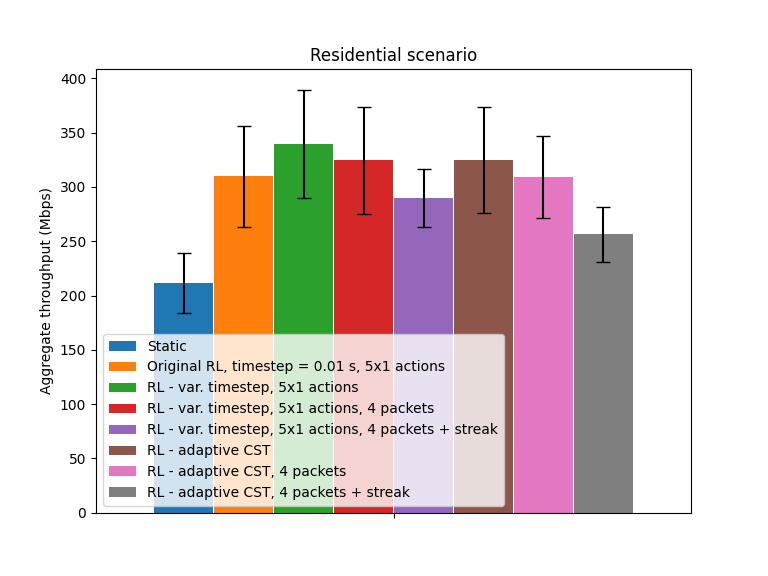 Residential scenario
Aggregate throughput (Mbps)
400
350
300
250
200
150
100
50
0
Static
Original RL, timestep = 0.01 s, 5x1 actions
RL - var. timestep, 5x1 actions
RL - var. timestep, 5x1 actions, 4 packets
RL - var. timestep, 5x1 actions, 4 packets + streak
RL - adaptive CST
RL - adaptive CST, 4 packets
RL - adaptive CST, 4 packets + streak